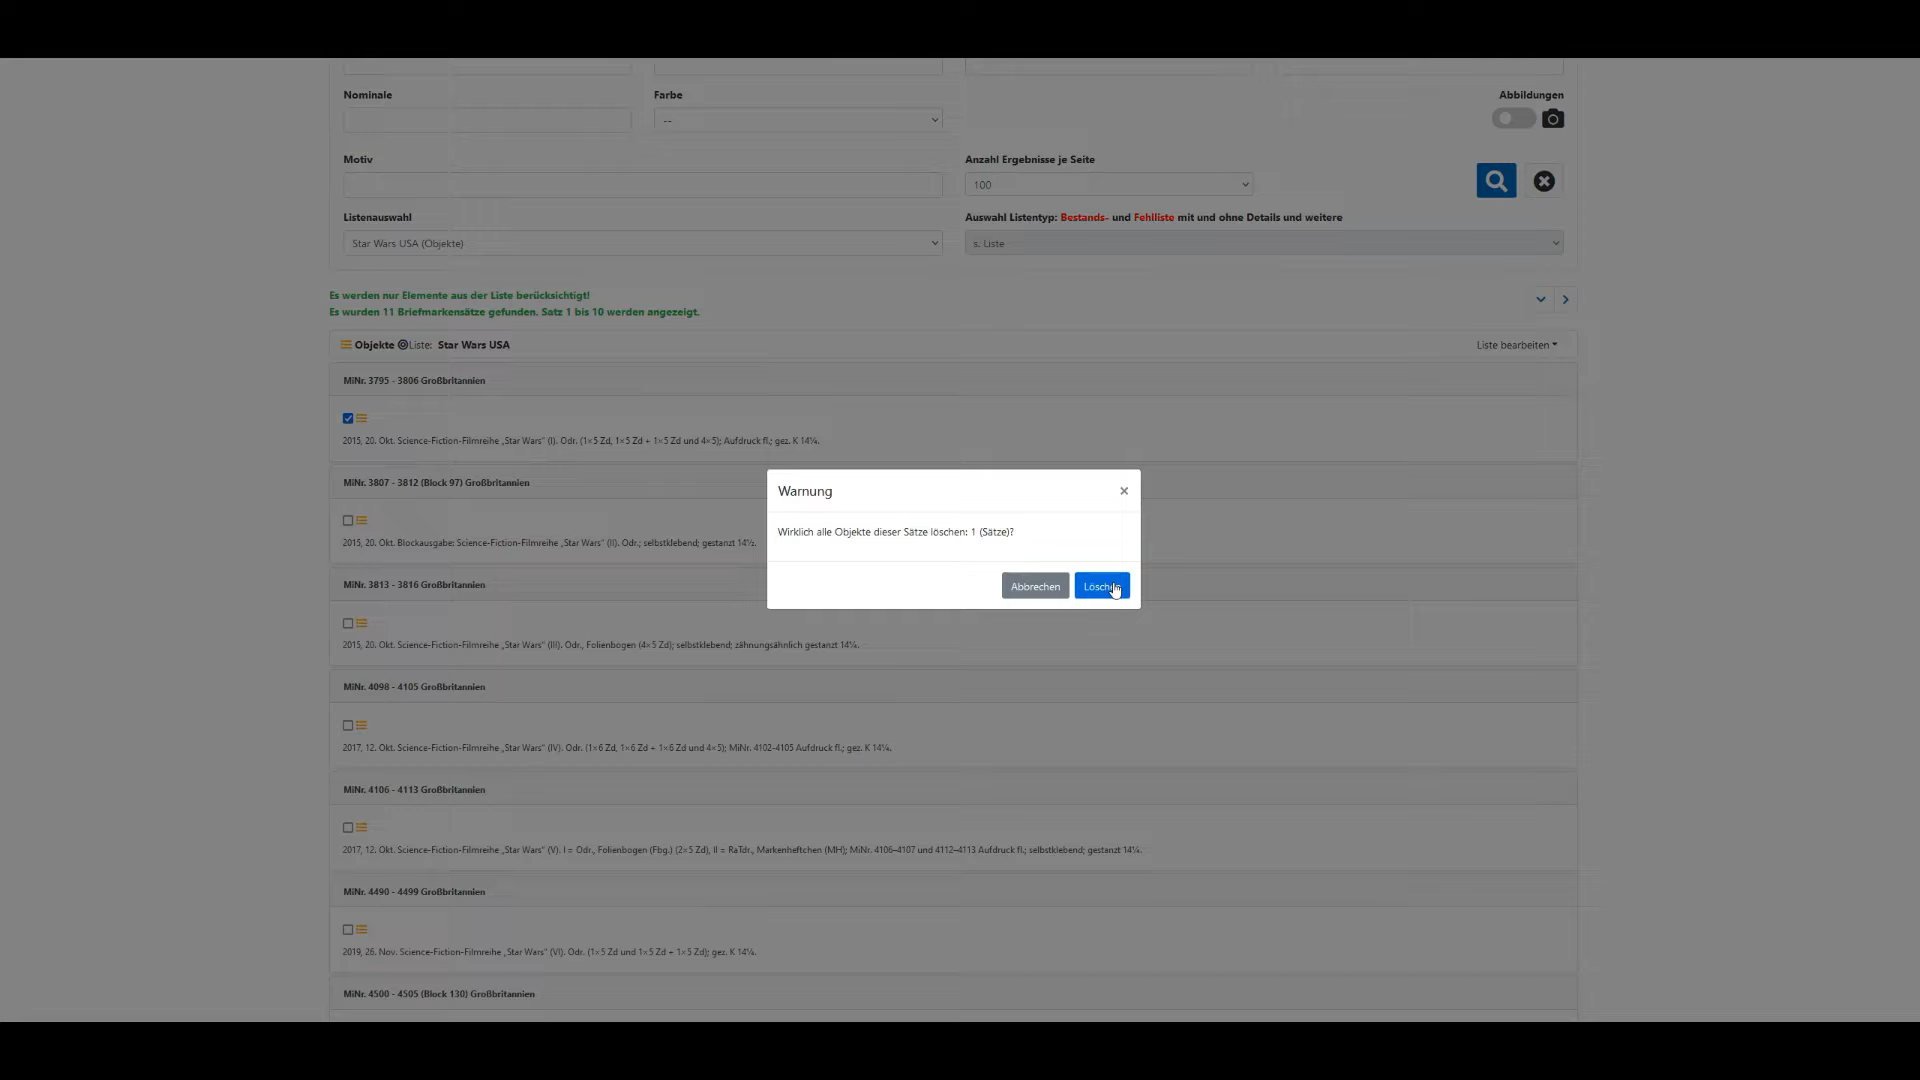 Nominale
Farbe
Abbildungen
--
Motiv
Anzahl Ergebnisse je Seite
100
Listenauswahl
Auswahl Listentyp: Bestands- und Fehlliste mit und ohne Details und weitere
Star Wars USA (Objekte)
s. Liste
Es werden nur Elemente aus der Liste berücksichtigt!
Es wurden 11 Briefmarkensätze gefunden. Satz 1 bis 10 werden angezeigt.
Objekte Liste: Star Wars USA
Liste bearbeiten
MiNr. 3795 - 3806 Großbritannien
2015, 20. Okt. Science-Fiction-Filmreihe „Star Wars" (I). Odr. (1×5 Zd, 1×5 Zd + 1×5 Zd und 4×5); Aufdruck fl.; gez. K 14¼.
MiNr. 3807 - 3812 (Block 97) Großbritannien
2015, 20. Okt. Blockausgabe: Science-Fiction-Filmreihe „Star Wars" (II). Odr.; selbstklebend; gestanzt 14½.
MiNr. 3813 - 3816 Großbritannien
2015, 20. Okt. Science-Fiction-Filmreihe „Star Wars" (III). Odr., Folienbogen (4×5 Zd); selbstklebend; zähnungsähnlich gestanzt 14¼.
MiNr. 4098 - 4105 Großbritannien
2017, 12. Okt. Science-Fiction-Filmreihe „Star Wars" (IV). Odr. (1×6 Zd, 1×6 Zd + 1×6 Zd und 4×5); MiNr. 4102-4105 Aufdruck fl.; gez. K 14¼.
MiNr. 4106 - 4113 Großbritannien
2017, 12. Okt. Science-Fiction-Filmreihe „Star Wars" (V). I = Odr., Folienbogen (Fbg.) (2×5 Zd), II = RaTdr., Markenheftchen (MH); MiNr. 4106–4107 und 4112–4113 Aufdruck fl.; selbstklebend; gestanzt 14¼.
MiNr. 4490 - 4499 Großbritannien
2019, 26. Nov. Science-Fiction-Filmreihe „Star Wars" (VI). Odr. (1×5 Zd und 1×5 Zd + 1×5 Zd); gez. K 14¼.
MiNr. 4500 - 4505 (Block 130) Großbritannien
Warnung
×
Wirklich alle Objekte dieser Sätze löschen: 1 (Sätze)?
Abbrechen
Löschen